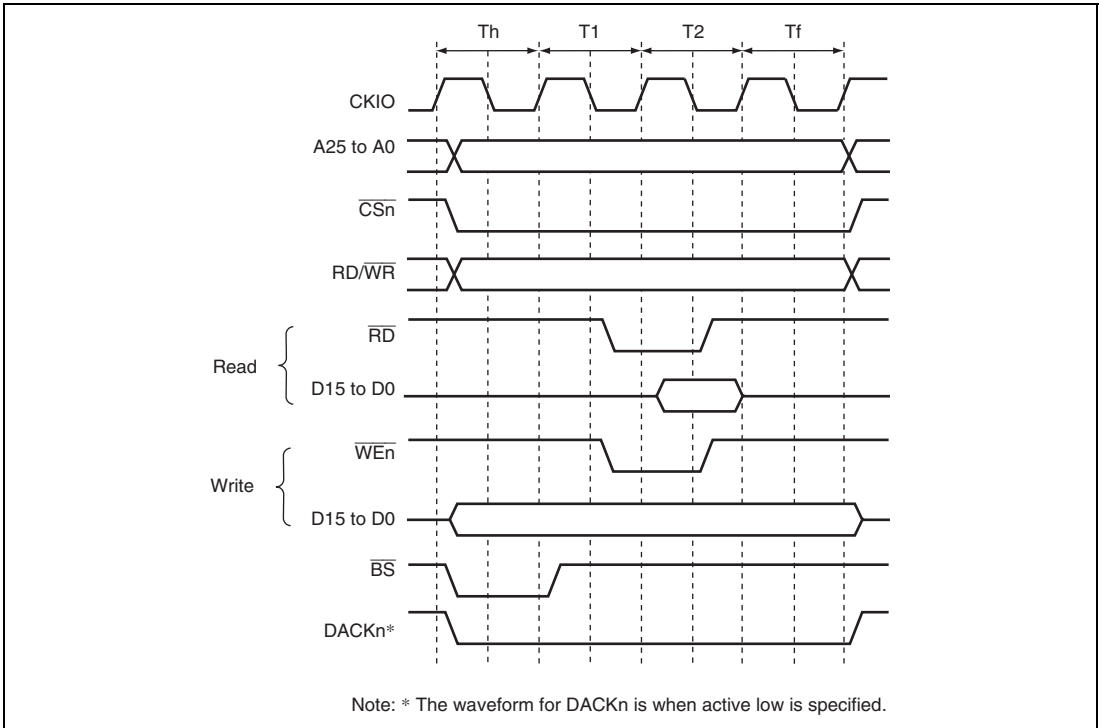 Th T1 T2 Tf
CKIO
A25 to A0
CSn
RD/WR
RD
Read
D15 to D0
WEn
Write
D15 to D0
BS
DACKn*
Note: * The waveform for DACKn is when active low is specified.